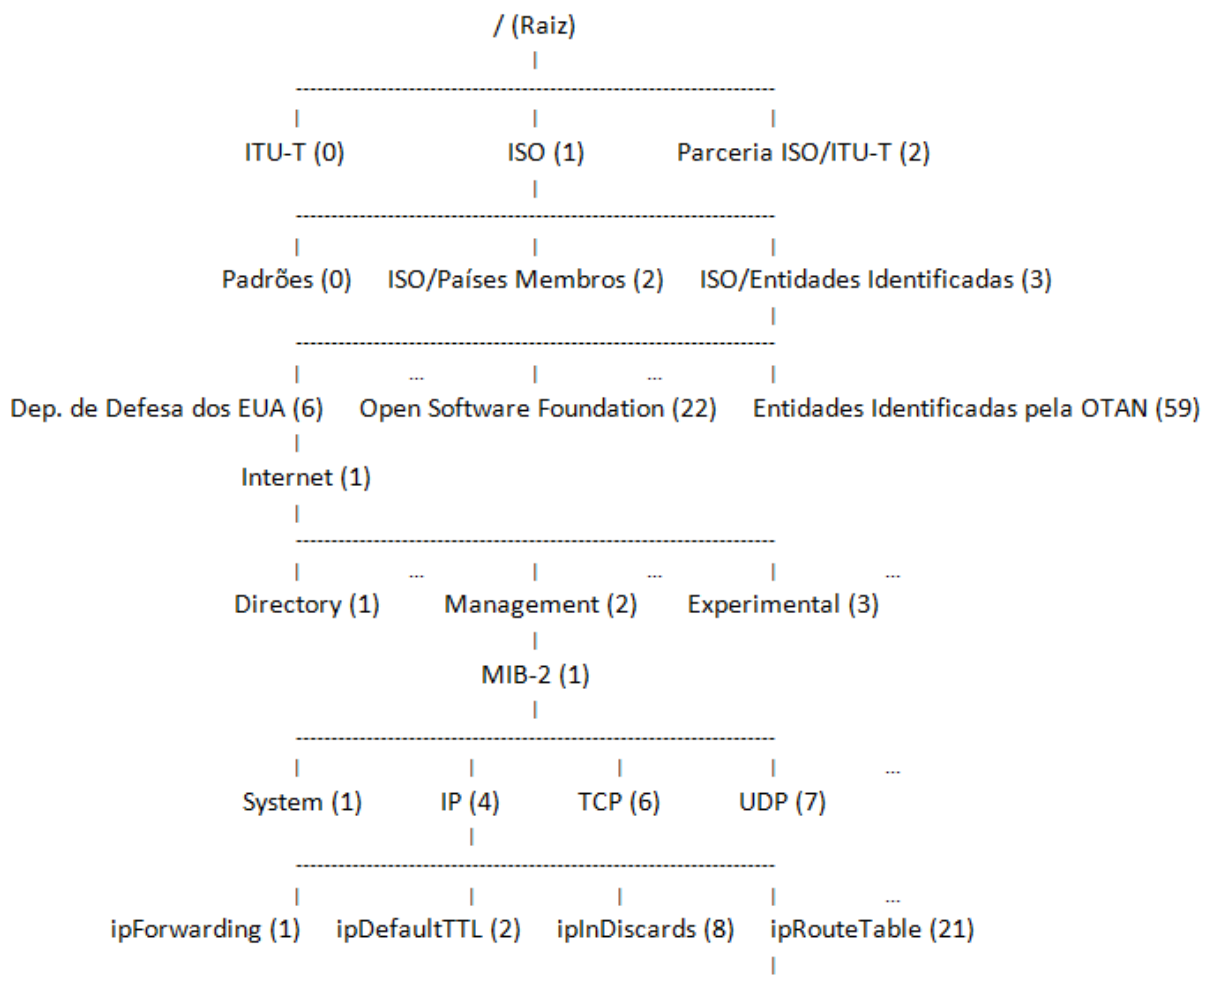 / (Raiz)
|
--------------------------------------------------------------------
| | |
ITU-T (0) ISO (1) Parceria ISO/ITU-T (2)
|
--------------------------------------------------------------------
| | |
Padrões (0) ISO/Países Membros (2) ISO/Entidades Identificadas (3)
|
--------------------------------------------------------------------
| ... | ... |
Dep. de Defesa dos EUA (6) Open Software Foundation (22) Entidades Identificadas pela OTAN (59)
|
Internet (1)
|
--------------------------------------------------------------------
| ... | ... | ...
Directory (1) Management (2) Experimental (3)
|
MIB-2 (1)
|
--------------------------------------------------------------------
| | | | ...
System (1) IP (4) TCP (6) UDP (7)
|
--------------------------------------------------------------------
| | | | ...
ipForwarding (1) ipDefaultTTL (2) ipInDiscards (8) ipRouteTable (21)
|